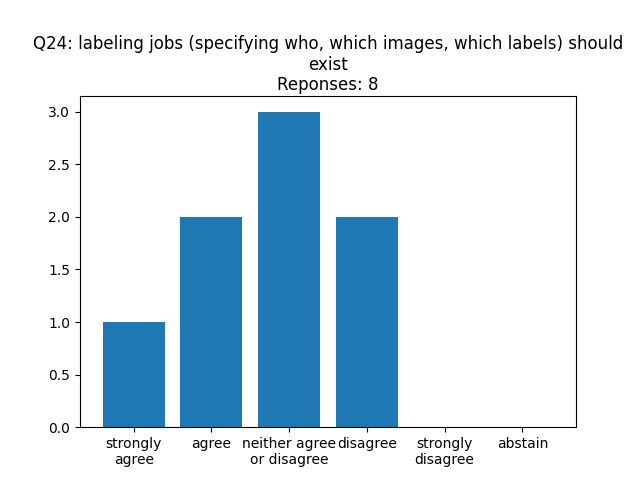 Q24: labeling jobs (specifying who, which images, which labels) should
exist
Reponses: 8
3.0
2.5
2.0
1.5
1.0
0.5
0.0
strongly
agree
agree
neither agree
or disagree
disagree
strongly
disagree
abstain